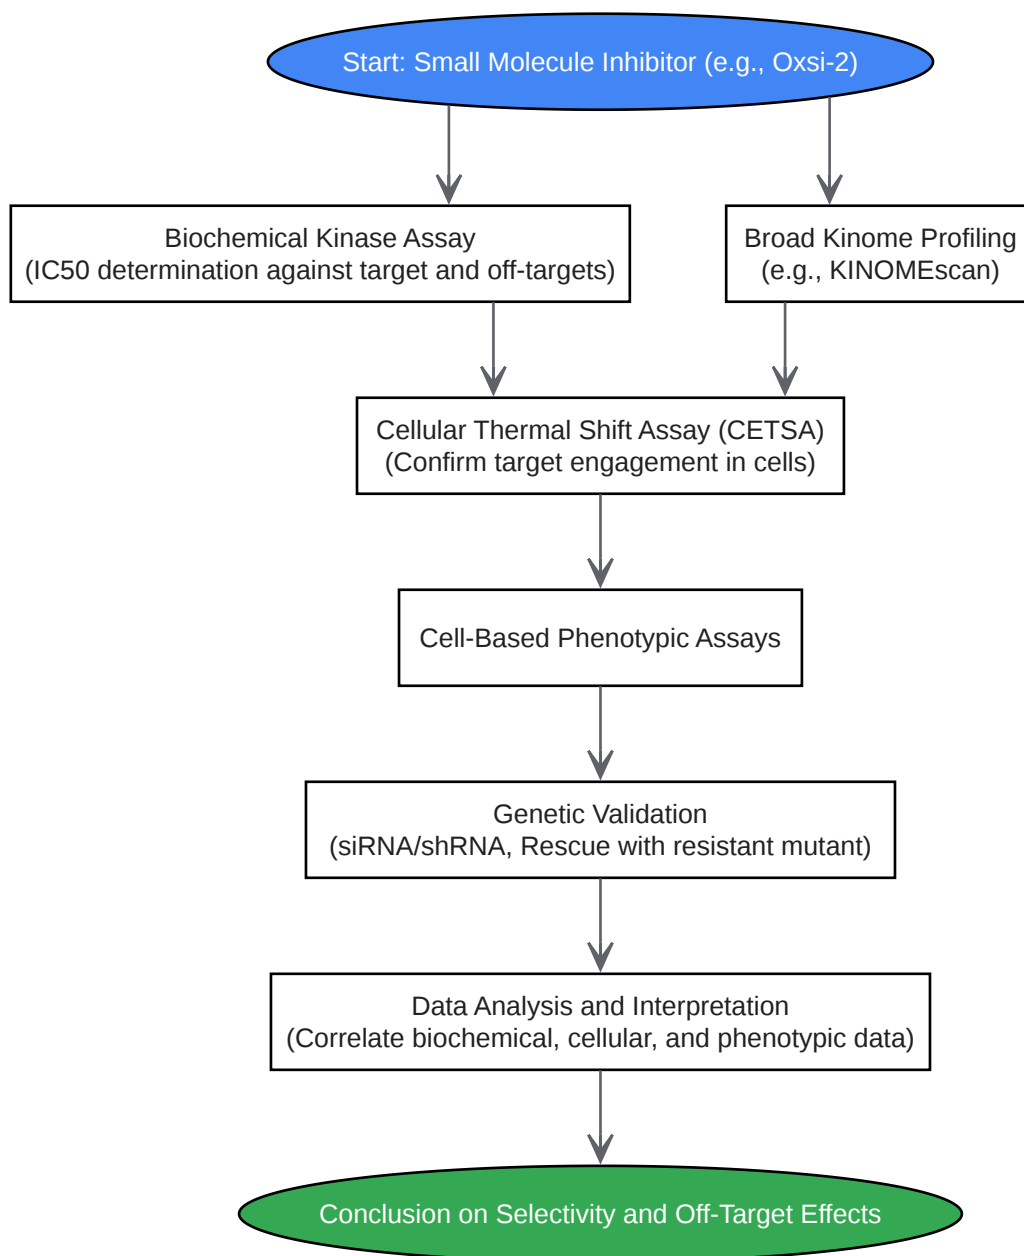 Start: Small Molecule Inhibitor (e.g., Oxsi-2)
Biochemical Kinase Assay
(IC50 determination against target and off-targets)
Broad Kinome Profiling
(e.g., KINOMEscan)
Cellular Thermal Shift Assay (CETSA)
(Confirm target engagement in cells)
Cell-Based Phenotypic Assays
Genetic Validation
(siRNA/shRNA, Rescue with resistant mutant)
Data Analysis and Interpretation
(Correlate biochemical, cellular, and phenotypic data)
Conclusion on Selectivity and Off-Target Effects